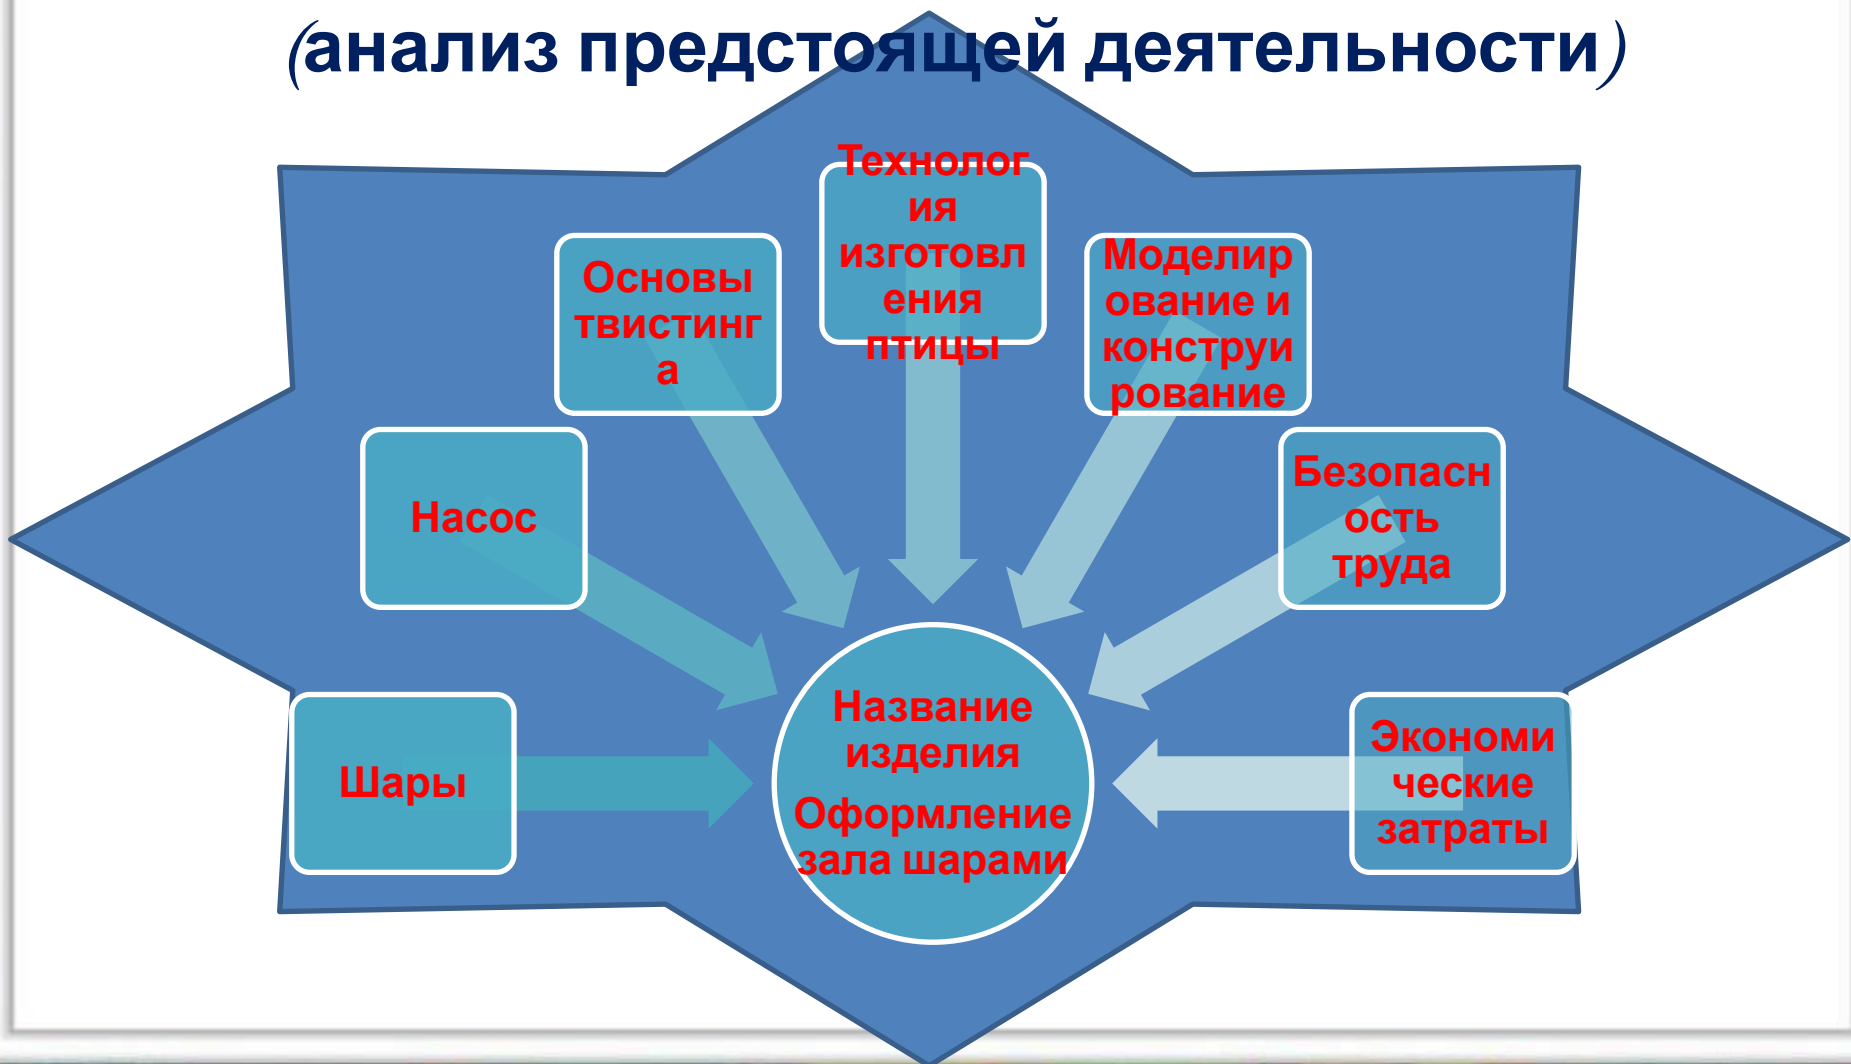 (анализ предстоящей деятельности)
Технолог
ия
изготовл
ения
птицы
Основы
твистинг
а
Моделир
ование и
конструи
рование
Насос
Безопасн
ость
труда
Шары
Название
изделия
Оформление
зала шарами
Экономи
ческие
затраты